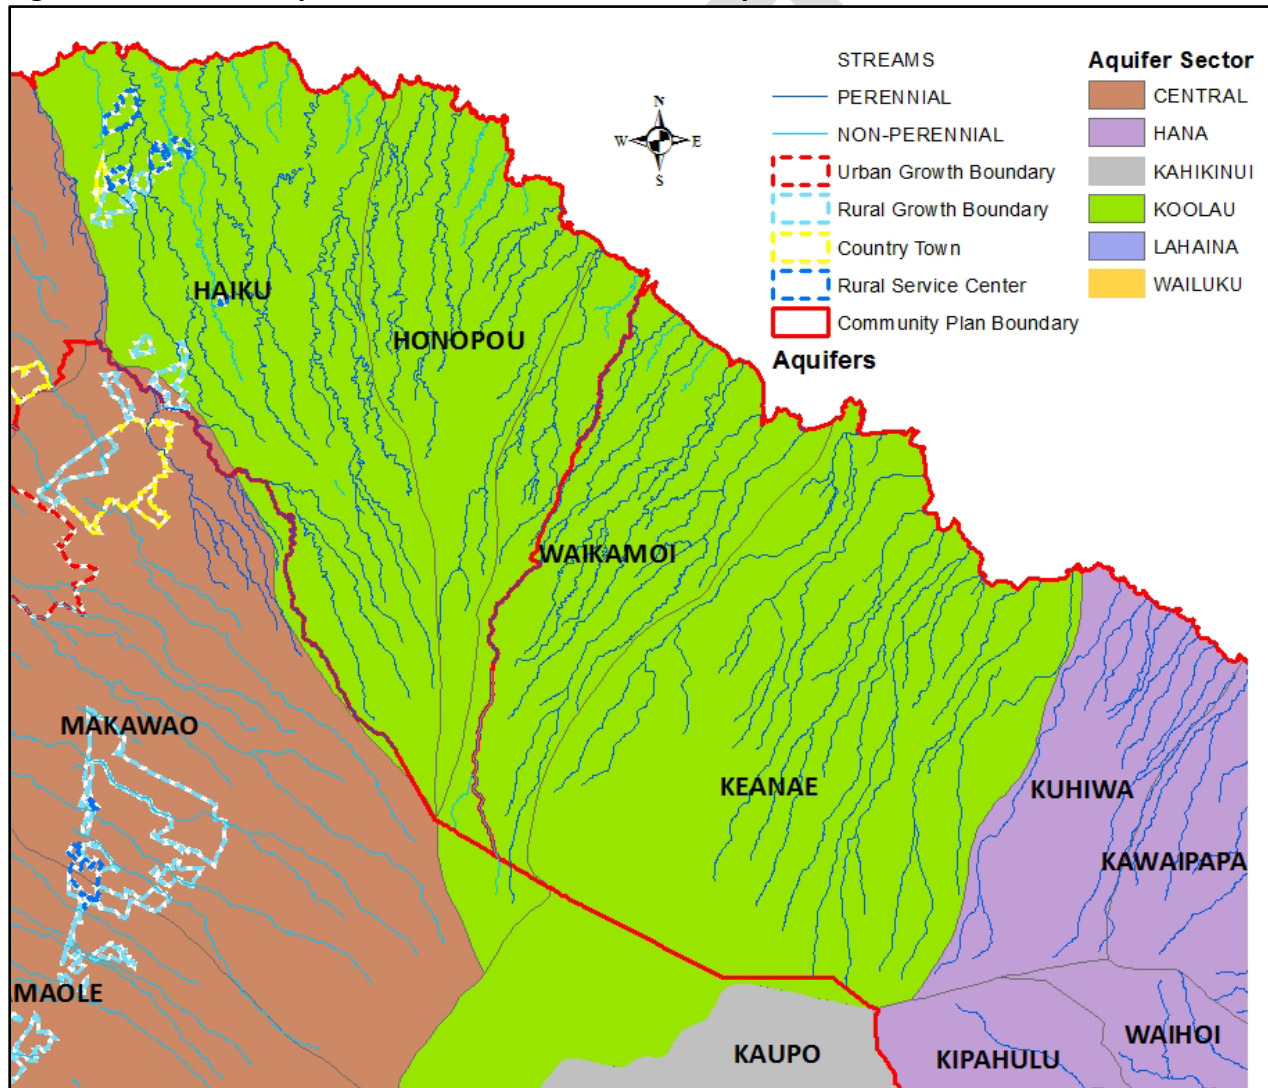 STREAMS
PERENNIAL
NON-PERENNIAL
Urban Growth Boundary
Rural Growth Boundary
Country Town
Rural Service Center
Community Plan Boundary
Aquifers
Aquifer Sector
CENTRAL
HANA
KAHIKINUI
KOOLAU
LAHAINA
WAILUKU
N
W
E
S
HAIKU
HONOPOU
WAIKAMOI
MAKAWAO
KEANAE
KUHIWA
KAWAIPAPA
AMAOLE
KAUPO
KIPAHULU
WAIHOI